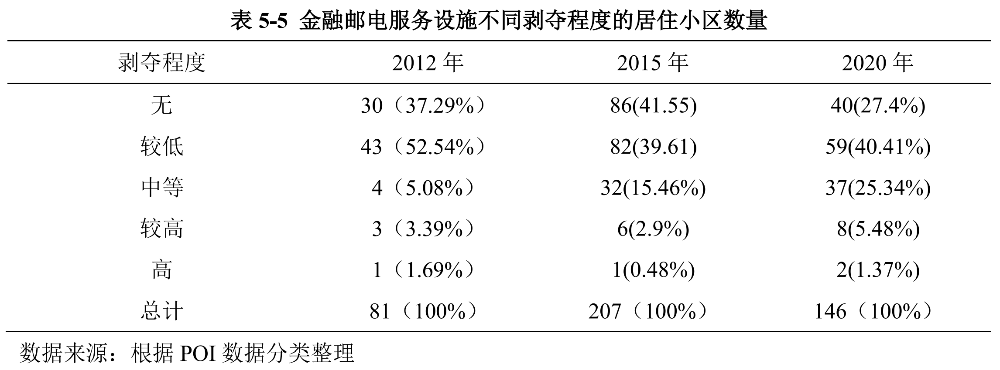 表 5-5 金融邮电服务设施不同剥夺程度的居住小区数量
剥夺程度 2012 年 2015 年 2020 年
无 30（37.29%） 86(41.55) 40(27.4%)
较低 43（52.54%） 82(39.61) 59(40.41%)
中等 4（5.08%） 32(15.46%) 37(25.34%)
较高 3（3.39%） 6(2.9%) 8(5.48%)
高 1（1.69%） 1(0.48%) 2(1.37%)
总计 81（100%） 207（100%） 146（100%）
数据来源：根据 POI 数据分类整理